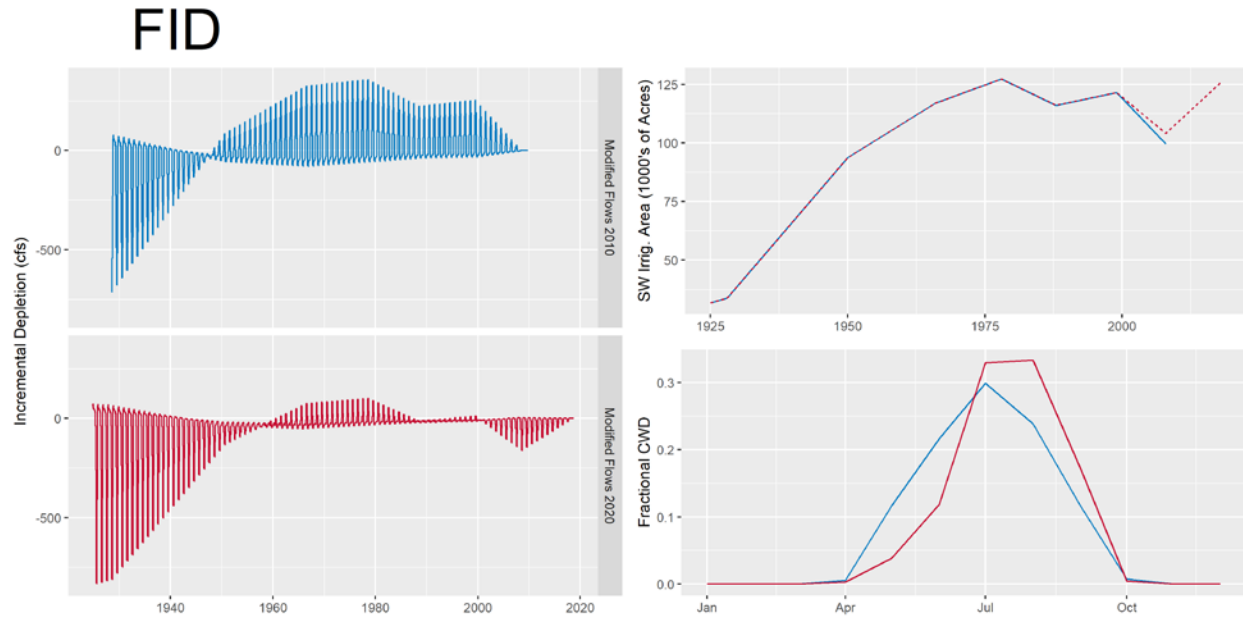 FID
Incremental Depletion (cfs)
0
-500
Modified Flows 2010
0
-500
Modified Flows 2020
1940
1960
1980
2000
2020
SW Irrig. Area (1000's of Acres)
125
100
75
50
1925
1950
1975
2000
Fractional CWD
0.3
0.2
0.1
0.0
Jan
Apr
Jul
Oct